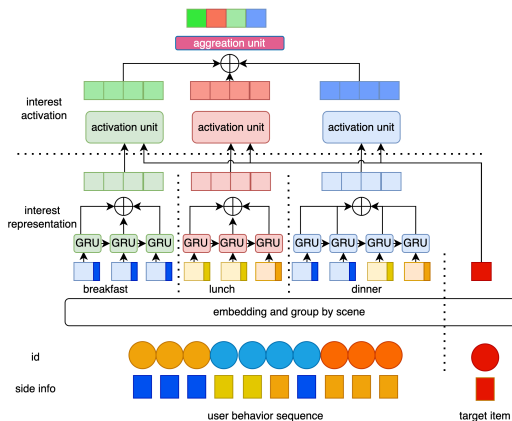 aggreation unit
interest
activation
activation unit
activation unit
activation unit
interest
representation
GRU GRU GRU GRU GRU GRU GRU GRU GRU GRU
breakfast lunch dinner
embedding and group by scene
id
side info
user behavior sequence target item